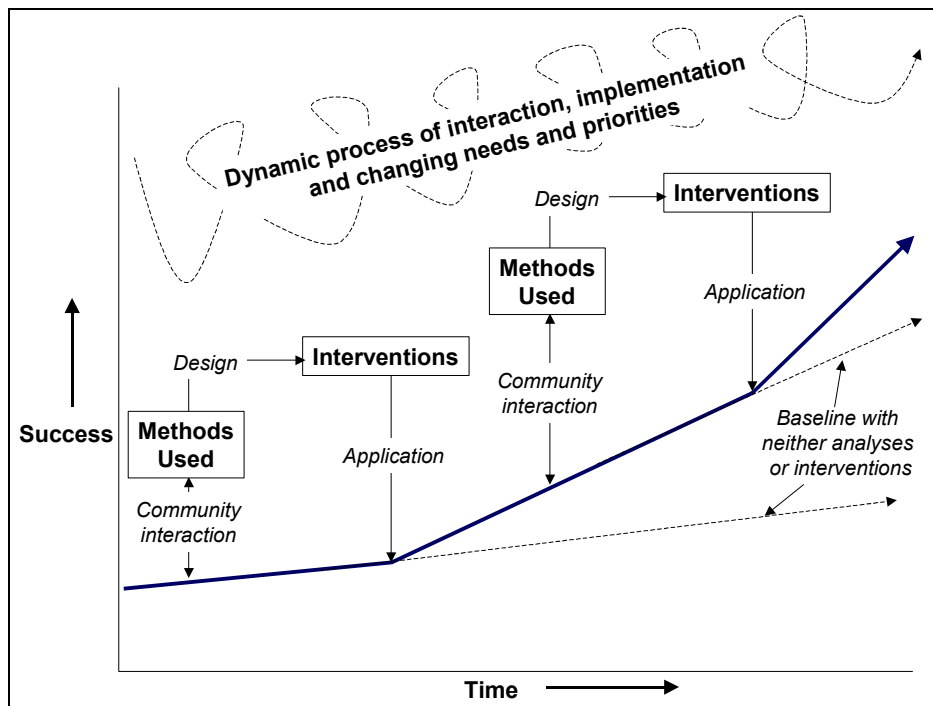 Dynamic process of interaction, implementation
and changing needs and priorities
Design
Interventions
Methods
Used
Application
Community
interaction
Design
Interventions
Methods
Used
Application
Community
interaction
Baseline with
neither analyses
or interventions
Success
Time